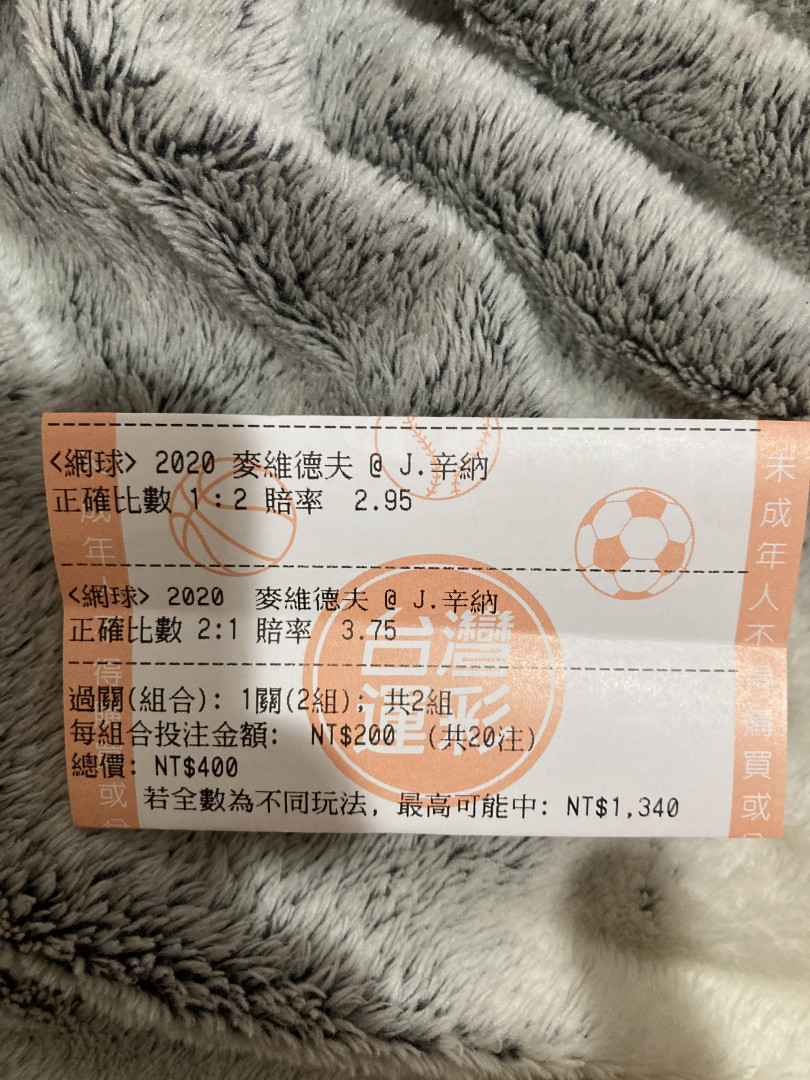 <網球> 2020 麥維德夫 @ J.辛納
正確比數 1:2 賠率 2.95
<網球> 2020 麥維德夫 @ J.辛納
正確比數 2:1 賠率 3.75
過關(組合): 1關(2組); 共2組
每組合投注金額: NT$200 (共20注)
總價: NT$400
若全數為不同玩法, 最高可能中: NT$1,340
台灣
運彩
未成年人不得購買或
成年人 得 或